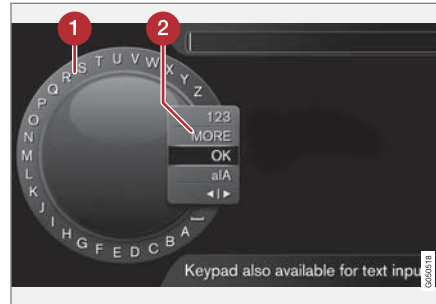 1
2
A B C D E F G H I J K L M N O P Q R S T U V W X Y Z
123
MORE
OK
a|A
◄|►
Keypad also available for text inpu
G050518